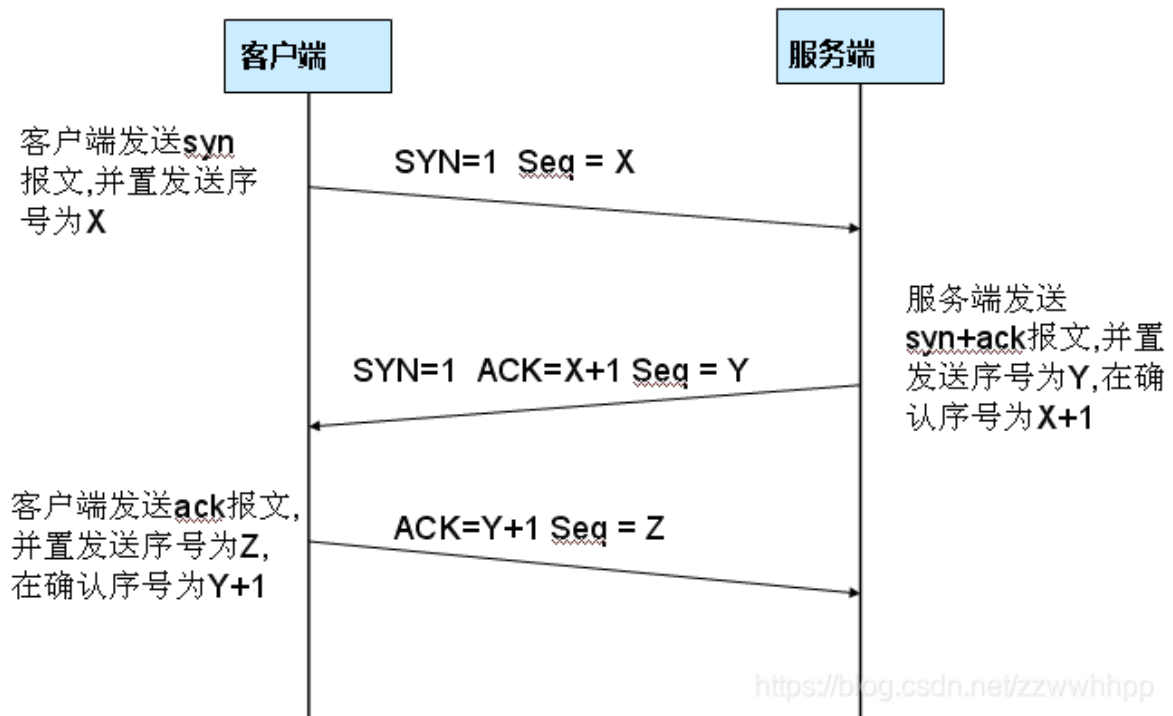 客户端
服务端
客户端发送syn
报文,并置发送序
号为X
SYN=1 Seq = X
服务端发送
syn+ack报文,并置
发送序号为Y,在确
认序号为X+1
SYN=1 ACK=X+1 Seq = Y
客户端发送ack报文,
并置发送序号为Z,
在确认序号为Y+1
ACK=Y+1 Seq = Z
https://blog.csdn.net/zzwwhhpp